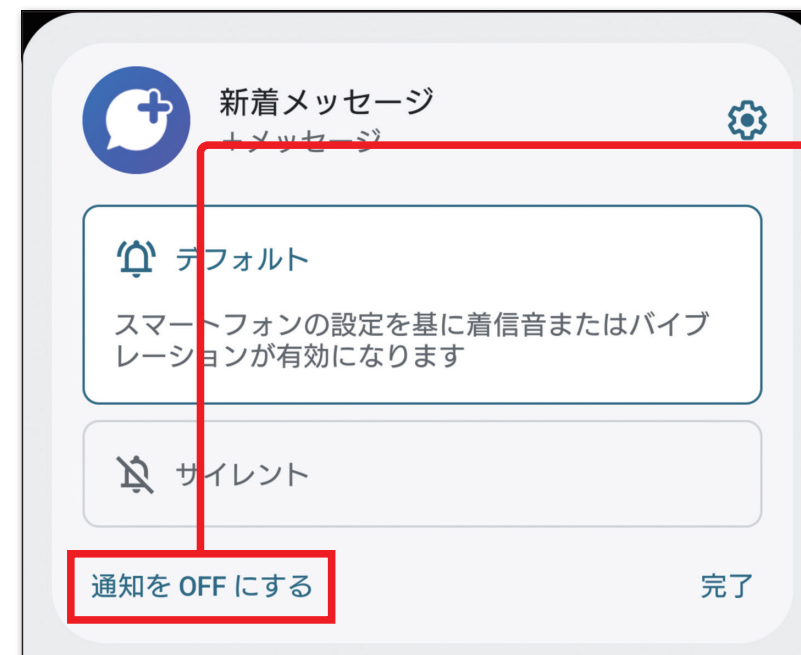 新着メッセージ
+メッセージ
デフォルト
スマートフォンの設定を基に着信音またはバイブ
レーションが有効になります
サイレント
通知を OFF にする
完了